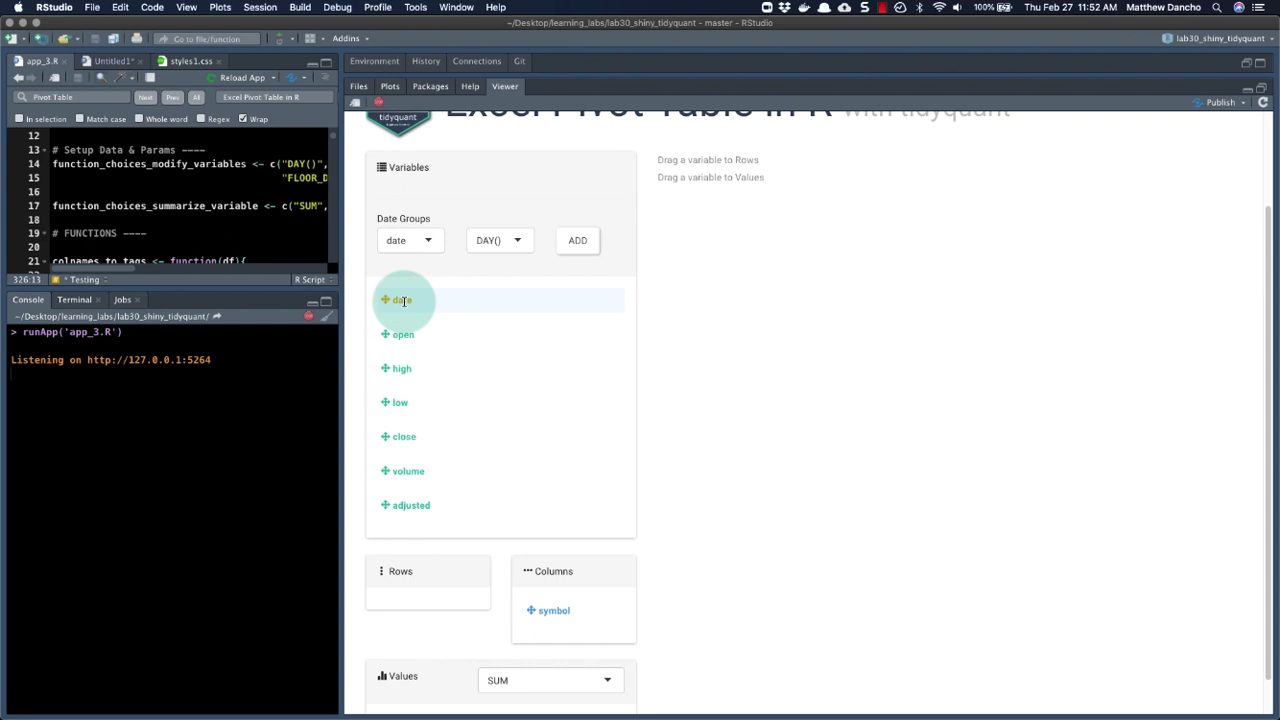 RStudio File Edit Code View Plots Session Build Debug Profile Tools Window Help 100% Thu Feb 27 11:52 AM Matthew Dancho
~/Desktop/learning_labs/lab30_shiny_tidyquant - master - RStudio
Go to file/function Addins lab30_shiny_tidyquant
app_3.R Untitled1* styles1.css
Reload App
Pivot Table Next Prev All Excel Pivot Table in R
In selection Match case Whole word Regex Wrap
12
13 # Setup Data & Params ----
14 function_choices_modify_variables <- c("DAY()",
15 "FLOOR_D
16
17 function_choices_summarize_variable <- c("SUM",
18
19 # FUNCTIONS ----
20
21 colnames_to_tags <- function(df){
326:13 * Testing R Script
Console Terminal Jobs
~/Desktop/learning_labs/lab30_shiny_tidyquant/
> runApp('app_3.R')
Listening on http://127.0.0.1:5264
Environment History Connections Git
Files Plots Packages Help Viewer
Publish
tidyquant
Excel Pivot Table in R with tidyquant
Variables
Date Groups
date DAY() ADD
date
open
high
low
close
volume
adjusted
Rows
Columns
symbol
Values SUM
Drag a variable to Rows
Drag a variable to Values